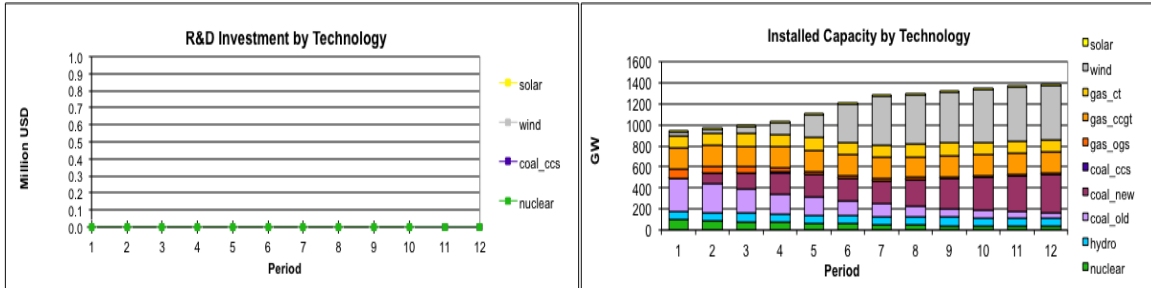 R&D Investment by Technology
Million USD
1.0
0.9
0.8
0.7
0.6
0.5
0.4
0.3
0.2
0.1
0.0
1 2 3 4 5 6 7 8 9 10 11 12
Period
solar
wind
coal_ccs
nuclear
Installed Capacity by Technology
GW
1600
1400
1200
1000
800
600
400
200
0
1 2 3 4 5 6 7 8 9 10 11 12
Period
solar
wind
gas_ct
gas_ccgt
gas_ogs
coal_ccs
coal_new
coal_old
hydro
nuclear